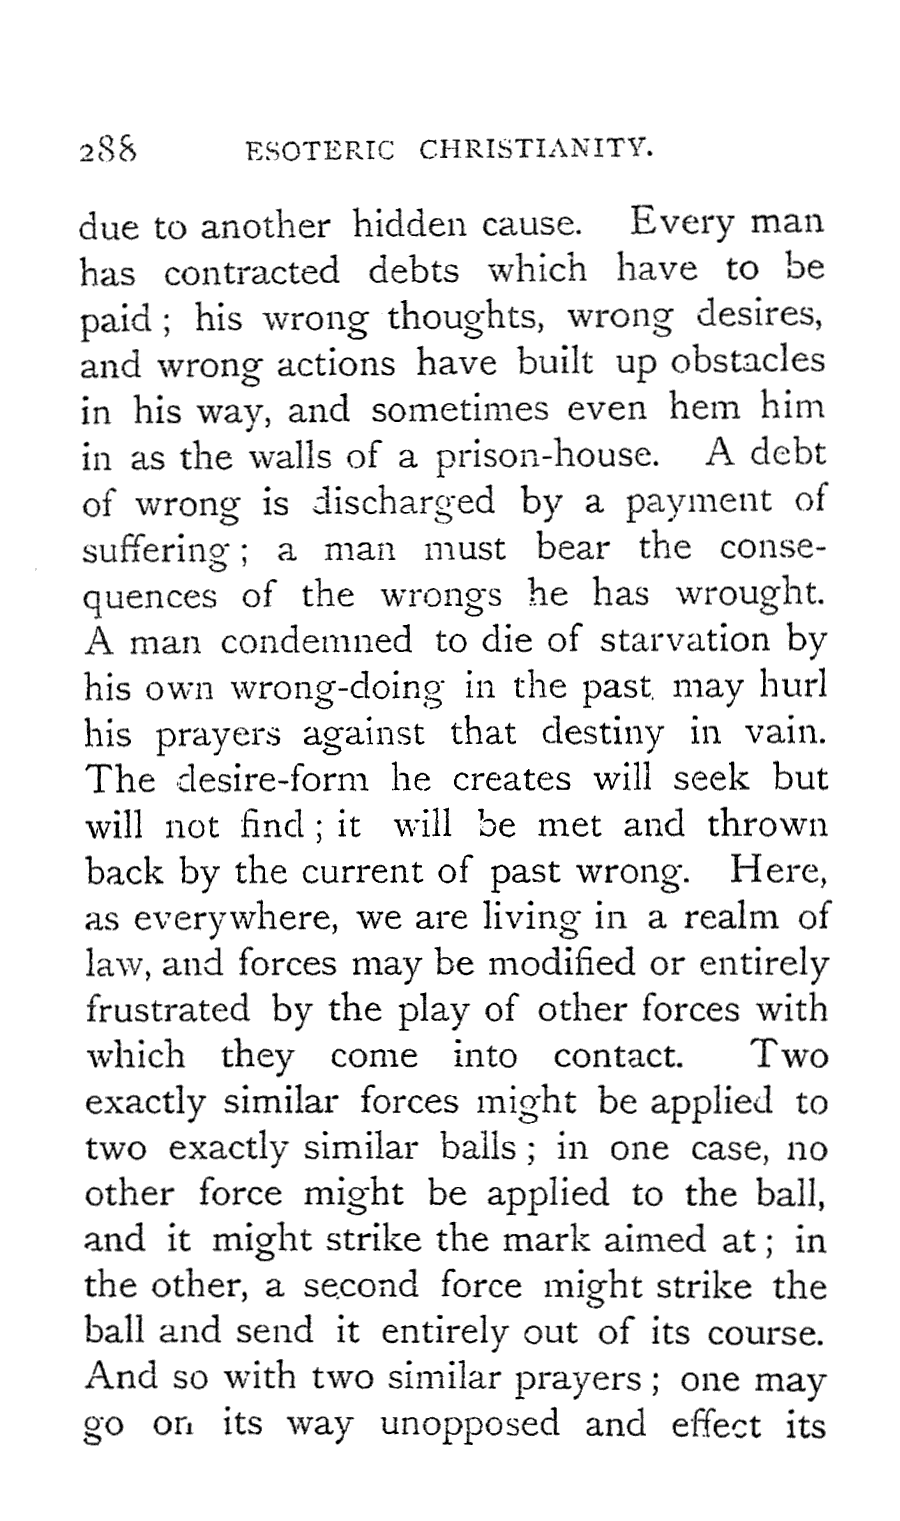 288 ESOTERIC CHRISTIANITY.
due to another hidden cause. Every man
has contracted debts which have to be
paid ; his wrong thoughts, wrong desires,
and wrong actions have built up obstacles
in his way, and sometimes even hem him
in as the walls of a prison-house. A debt
of wrong is discharged by a payment of
suffering ; a man must bear the conse-
quences of the wrongs he has wrought.
A man condemned to die of starvation by
his own wrong-doing in the past, may hurl
his prayers against that destiny in vain.
The desire-form he creates will seek but
will not find ; it will be met and thrown
back by the current of past wrong. Here,
as everywhere, we are living in a realm of
law, and forces may be modified or entirely
frustrated by the play of other forces with
which they come into contact. Two
exactly similar forces might be applied to
two exactly similar balls ; in one case, no
other force might be applied to the ball,
and it might strike the mark aimed at ; in
the other, a second force might strike the
ball and send it entirely out of its course.
And so with two similar prayers ; one may
go on its way unopposed and effect its